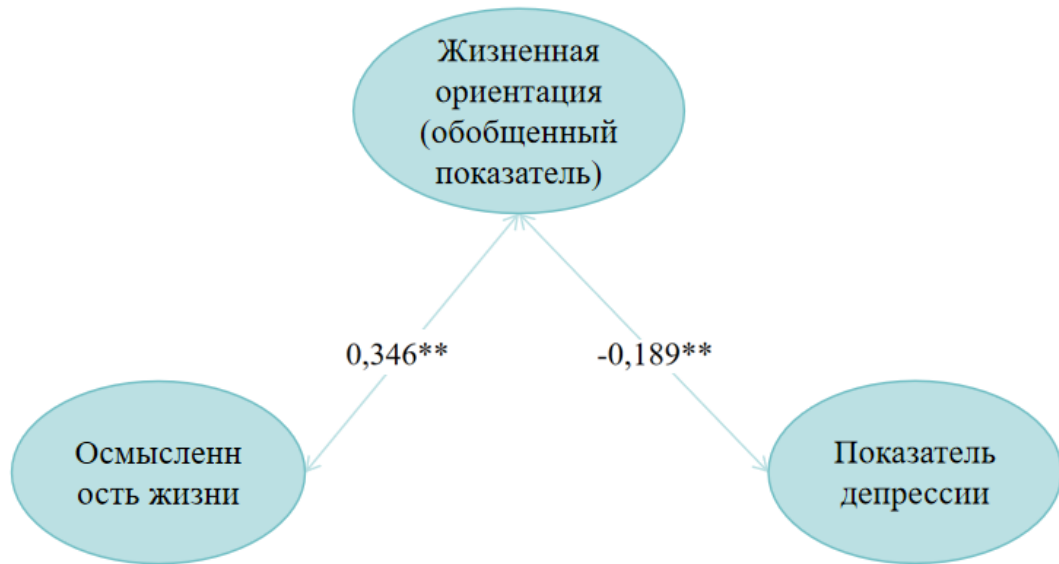 Жизненная
ориентация
(обобщенный
показатель)
0,346**
-0,189**
Осмысленн
ость жизни
Показатель
депрессии